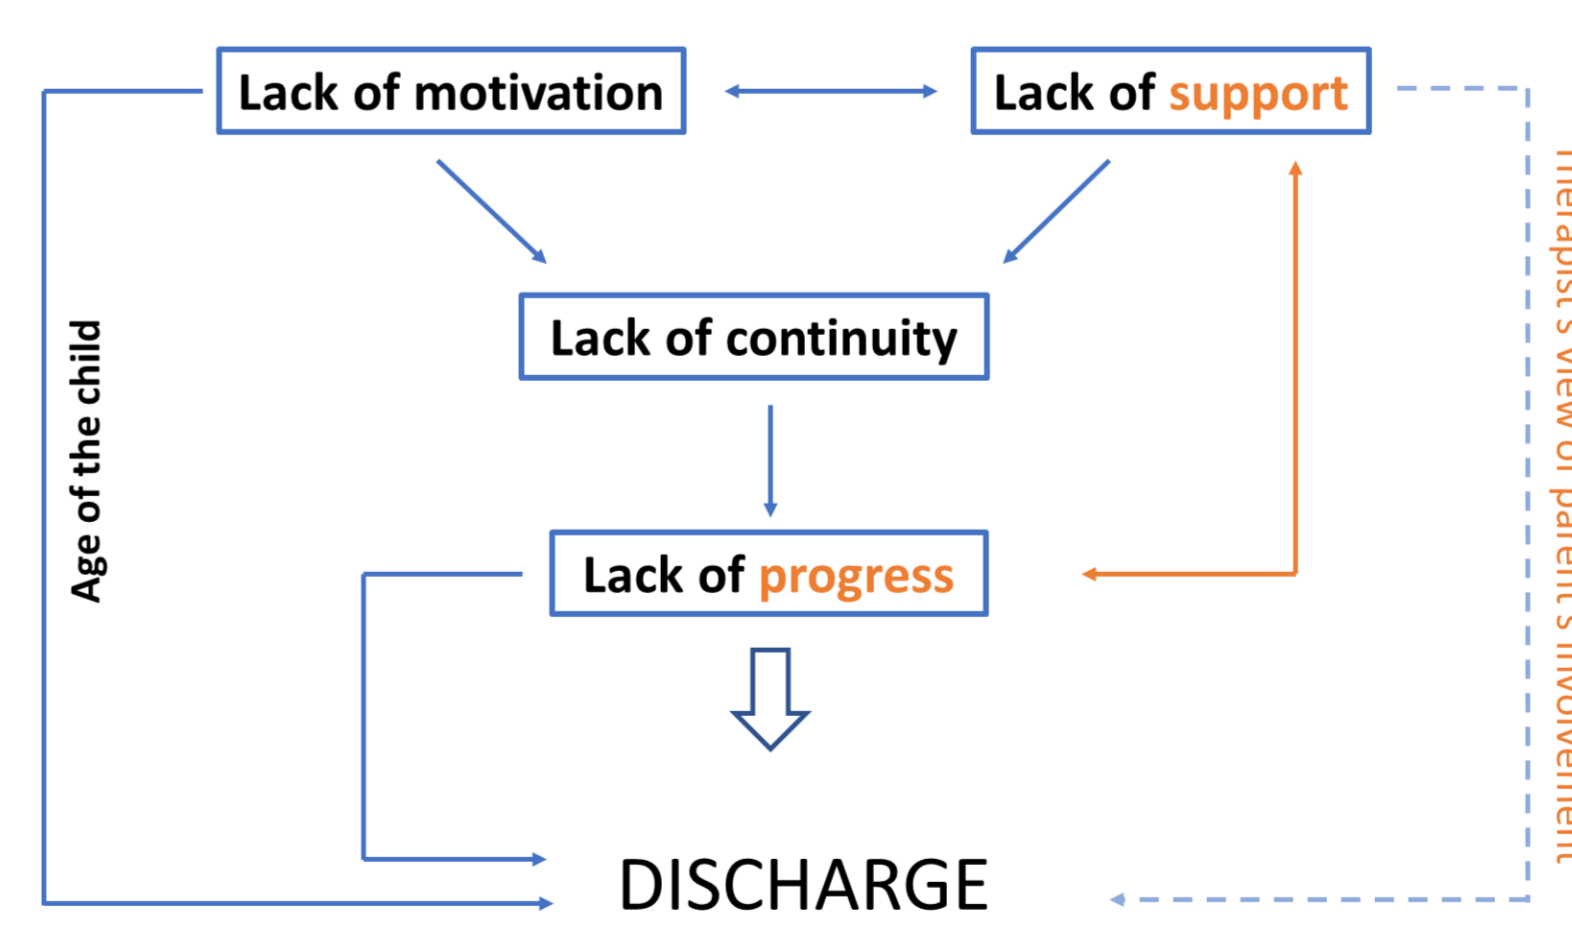 Lack of motivation
Lack of support
Lack of continuity
Age of the child
Lack of progress
Therapist's view of parent's involvement
DISCHARGE